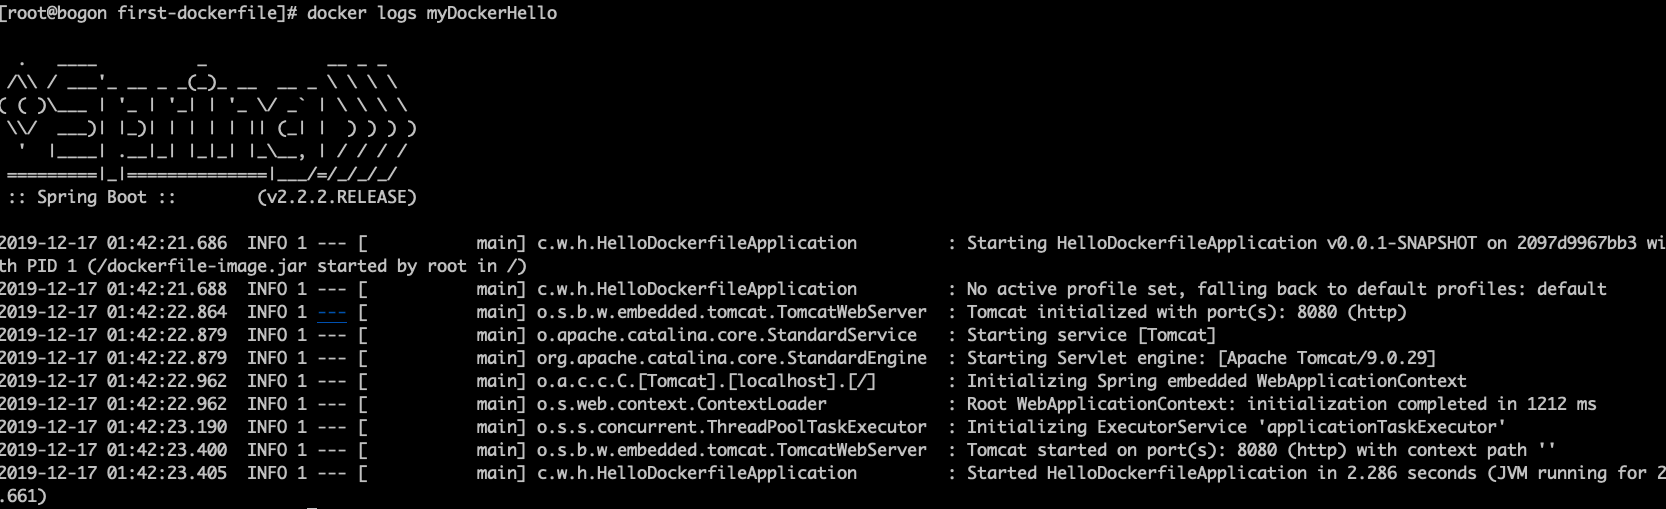 [root@bogon first-dockerfile]# docker logs myDockerHello

  .   ____          _            __ _ _
 /\\ / ___'_ __ _ _(_)_ __  __ _ \ \ \ \
( ( )\___ | '_ | '_| | '_ \/ _` | \ \ \ \
 \\/  ___)| |_)| | | | | || (_| |  ) ) ) )
  '  |____| .__|_| |_|_| |_\__, | / / / /
 =========|_|==============|___/=/_/_/_/
 :: Spring Boot ::        (v2.2.2.RELEASE)

2019-12-17 01:42:21.686  INFO 1 --- [           main] c.w.h.HelloDockerfileApplication         : Starting HelloDockerfileApplication v0.0.1-SNAPSHOT on 2097d9967bb3 wi
th PID 1 (/dockerfile-image.jar started by root in /)
2019-12-17 01:42:21.688  INFO 1 --- [           main] c.w.h.HelloDockerfileApplication         : No active profile set, falling back to default profiles: default
2019-12-17 01:42:22.864  INFO 1 --- [           main] o.s.b.w.embedded.tomcat.TomcatWebServer  : Tomcat initialized with port(s): 8080 (http)
2019-12-17 01:42:22.879  INFO 1 --- [           main] o.apache.catalina.core.StandardService   : Starting service [Tomcat]
2019-12-17 01:42:22.879  INFO 1 --- [           main] org.apache.catalina.core.StandardEngine  : Starting Servlet engine: [Apache Tomcat/9.0.29]
2019-12-17 01:42:22.962  INFO 1 --- [           main] o.a.c.c.C.[Tomcat].[localhost].[/]       : Initializing Spring embedded WebApplicationContext
2019-12-17 01:42:22.962  INFO 1 --- [           main] o.s.web.context.ContextLoader            : Root WebApplicationContext: initialization completed in 1212 ms
2019-12-17 01:42:23.190  INFO 1 --- [           main] o.s.s.concurrent.ThreadPoolTaskExecutor  : Initializing ExecutorService 'applicationTaskExecutor'
2019-12-17 01:42:23.400  INFO 1 --- [           main] o.s.b.w.embedded.tomcat.TomcatWebServer  : Tomcat started on port(s): 8080 (http) with context path ''
2019-12-17 01:42:23.405  INFO 1 --- [           main] c.w.h.HelloDockerfileApplication         : Started HelloDockerfileApplication in 2.286 seconds (JVM running for 2
.661)